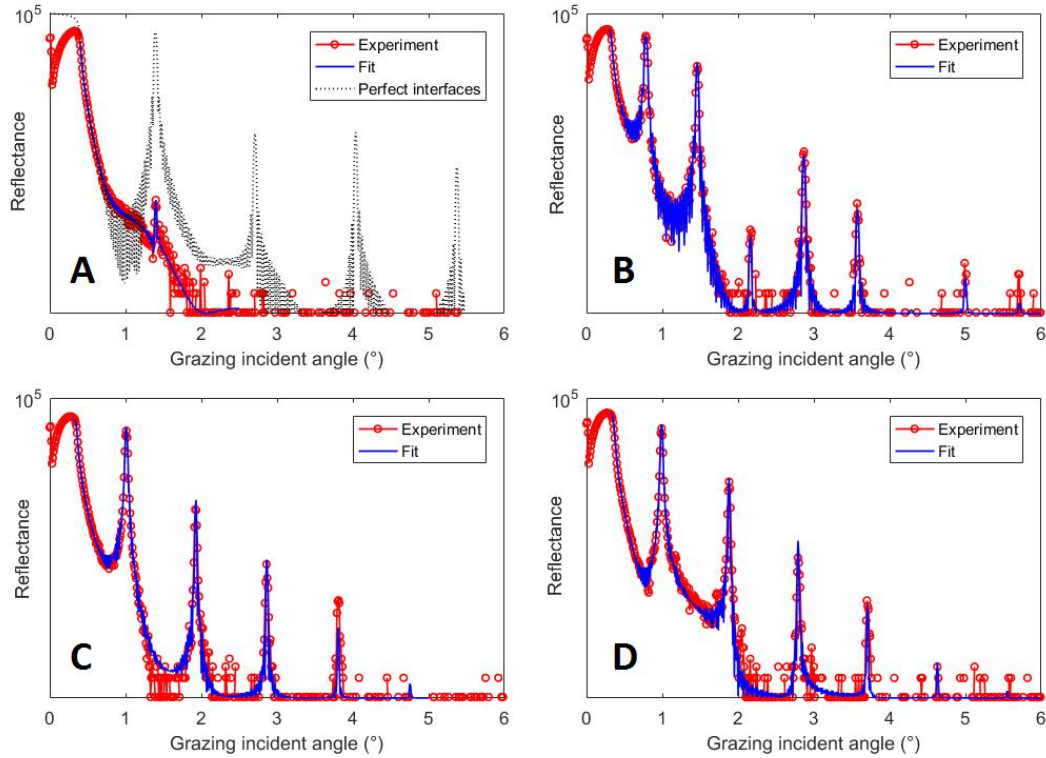 10^5
Reflectance
Experiment
Fit
Perfect interfaces
A
0 1 2 3 4 5 6
Grazing incident angle (°)
10^5
Reflectance
Experiment
Fit
B
0 1 2 3 4 5 6
Grazing incident angle (°)
10^5
Reflectance
Experiment
Fit
C
0 1 2 3 4 5 6
Grazing incident angle (°)
10^5
Reflectance
Experiment
Fit
D
0 1 2 3 4 5 6
Grazing incident angle (°)